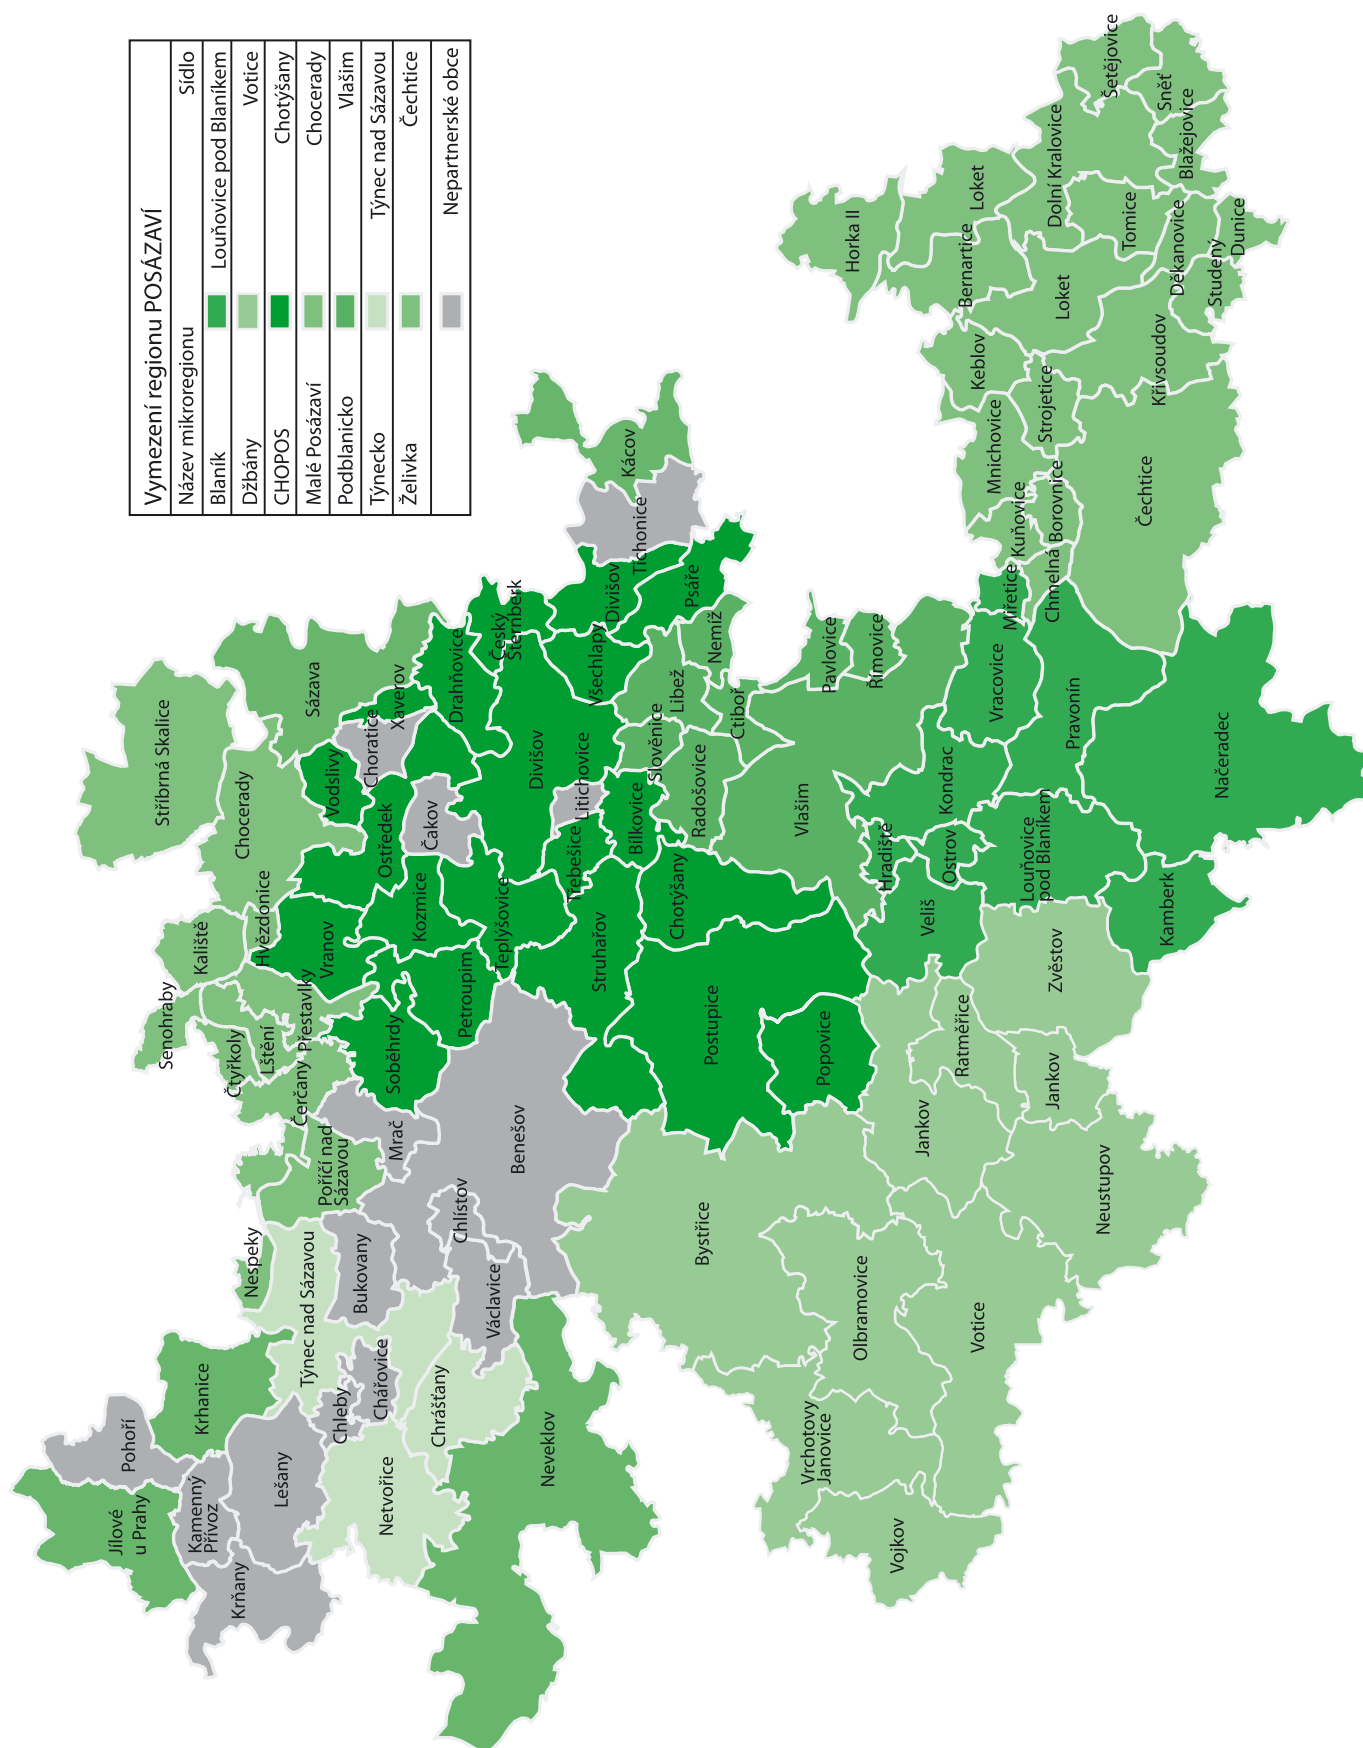 Vymezení regionu POSÁZAVÍ
Název mikroregionu Sídlo
Blaník Louňovice pod Blaníkem
Džbány Votice
CHOPOS Chotýšany
Malé Posázaví Chocerady
Podblanicko Vlašim
Týnecko Týnec nad Sázavou
Želivka Čechtice
Nepartnerské obce
Jílové
u Prahy
Pohoří
Kamenný
Přívoz
Krňany
Lešany
Krhanice
Chleby
Chářovice
Netvořice
Chrášťany
Neveklov
Týnec nad Sázavou
Nespeky
Bukovany
Václavice
Chlístov
Benešov
Mrač
Poříčí nad
Sázavou
Čerčany
Přestavlky
Lštění
Čtyřkoly
Senohraby
Kaliště
Hvězdonice
Chocerady
Stříbrná Skalice
Sázava
Vodslivy
Choratice
Xaverov
Ostředek
Čakov
Vranov
Kozmice
Soběhrdy
Petroupim
Teplýšovice
Drahňovice
Český
Šternberk
Divišov
Divišov
Všechlapy
Litichovice
Třebešice
Bílkovice
Struhařov
Chotýšany
Postupice
Popovice
Tichonice
Kácov
Psáře
Nemíž
Libež
Slověnice
Ctiboř
Radošovice
Vlašim
Pavlovice
Římovice
Hradiště
Ostrov
Kondrac
Vracovice
Miřetice
Pravonín
Načeradec
Louňovice
pod Blaníkem
Kamberk
Veliš
Zvěstov
Ratměřice
Jankov
Jankov
Neustupov
Bystřice
Olbramovice
Votice
Vrchotovy
Janovice
Vojkov
Horka II
Loket
Bernartice
Loket
Keblov
Strojetice
Mnichovice
Kuňovice
Borovnice
Chmelná
Čechtice
Křivsoudov
Studený
Děkanovice
Dunice
Tomice
Dolní Kralovice
Blažejovice
Sněť
Šetějovice